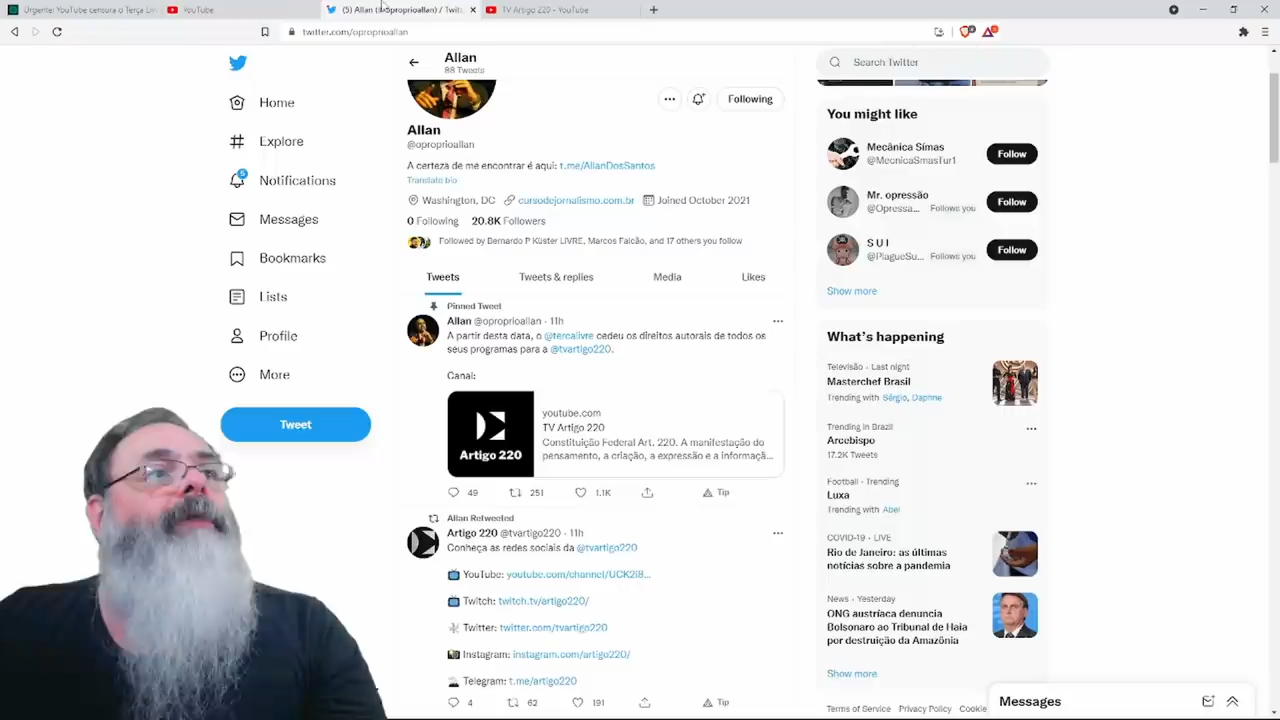 Urgente: YouTube censura o Terça Livr
YouTube
(5) Allan (@oproprioallan) / Twit
TV Artigo 220 - YouTube
twitter.com/oproprioallan
Allan
88 Tweets
Search Twitter
Following
Home
Explore
5
Notifications
Messages
Bookmarks
Lists
Profile
More
Tweet
Allan
@oproprioallan
A certeza de me encontrar é aqui: t.me/AllanDosSantos
Translate bio
Washington, DC cursodejornalismo.com.br Joined October 2021
0 Following 20.8K Followers
Followed by Bernardo P Küster LIVRE, Marcos Falcão, and 17 others you follow
Tweets Tweets & replies Media Likes
Pinned Tweet
Allan @oproprioallan · 11h
A partir desta data, o @tercalivre cedeu os direitos autorais de todos os
seus programas para a @tvartigo220.
Canal:
Artigo 220
youtube.com
TV Artigo 220
Constituição Federal Art. 220. A manifestação do
pensamento, a criação, a expressão e a informaçã...
49 251 1.1K Tip
Allan Retweeted
Artigo 220 @tvartigo220 · 11h
Conheça as redes sociais da @tvartigo220
YouTube: youtube.com/channel/UCK2i8...
Twitch: twitch.tv/artigo220/
Twitter: twitter.com/tvartigo220
Instagram: instagram.com/artigo220/
Telegram: t.me/artigo220
4 62 191 Tip
You might like
Mecânica Símas
@MecnicaSmasTur1
Follow
Mr. opressão
@Opressa... Follows you
Follow
S U I
@PlagueSu... Follows you
Follow
Show more
What's happening
Televisão · Last night
Masterchef Brasil
Trending with Sérgio, Daphne
Trending in Brazil
Arcebispo
17.2K Tweets
Football · Trending
Luxa
Trending with Abel
COVID-19 · LIVE
Rio de Janeiro: as últimas
notícias sobre a pandemia
News · Yesterday
ONG austríaca denuncia
Bolsonaro ao Tribunal de Haia
por destruição da Amazônia
Show more
Terms of Service Privacy Policy Cookie
Messages